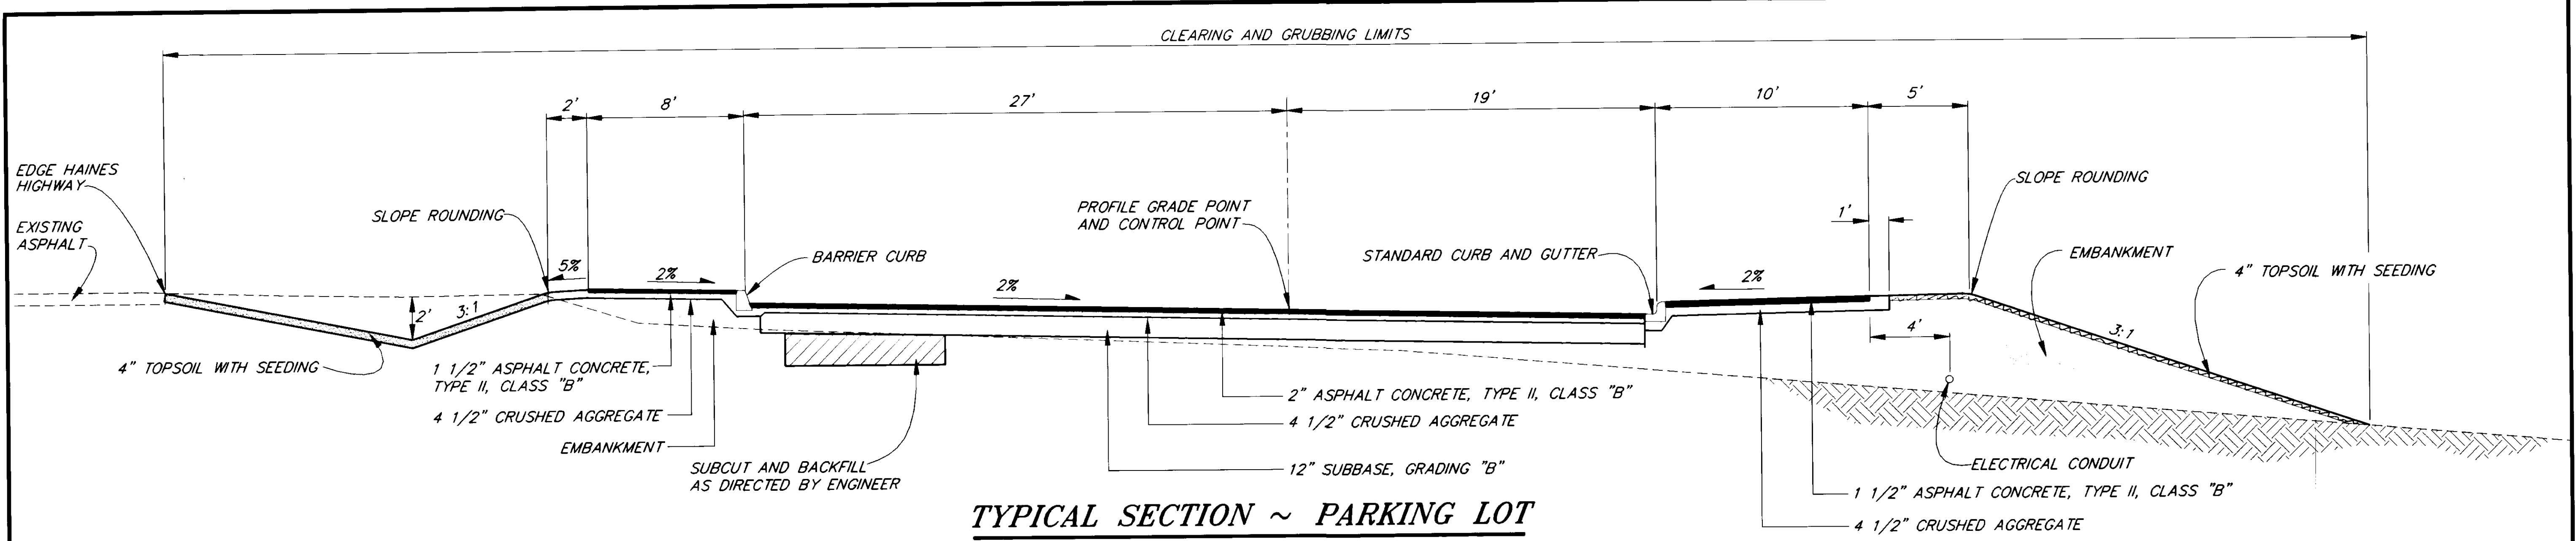 CLEARING AND GRUBBING LIMITS
2'
8'
27'
19'
10'
5'
EDGE HAINES
HIGHWAY
EXISTING
ASPHALT
SLOPE ROUNDING
5%
2%
BARRIER CURB
PROFILE GRADE POINT
AND CONTROL POINT
STANDARD CURB AND GUTTER
2%
2%
1'
SLOPE ROUNDING
EMBANKMENT
4" TOPSOIL WITH SEEDING
2'
3:1
4'
3:1
4" TOPSOIL WITH SEEDING
1 1/2" ASPHALT CONCRETE,
TYPE II, CLASS "B"
4 1/2" CRUSHED AGGREGATE
EMBANKMENT
SUBCUT AND BACKFILL
AS DIRECTED BY ENGINEER
2" ASPHALT CONCRETE, TYPE II, CLASS "B"
4 1/2" CRUSHED AGGREGATE
12" SUBBASE, GRADING "B"
ELECTRICAL CONDUIT
1 1/2" ASPHALT CONCRETE, TYPE II, CLASS "B"
4 1/2" CRUSHED AGGREGATE
TYPICAL SECTION ~ PARKING LOT